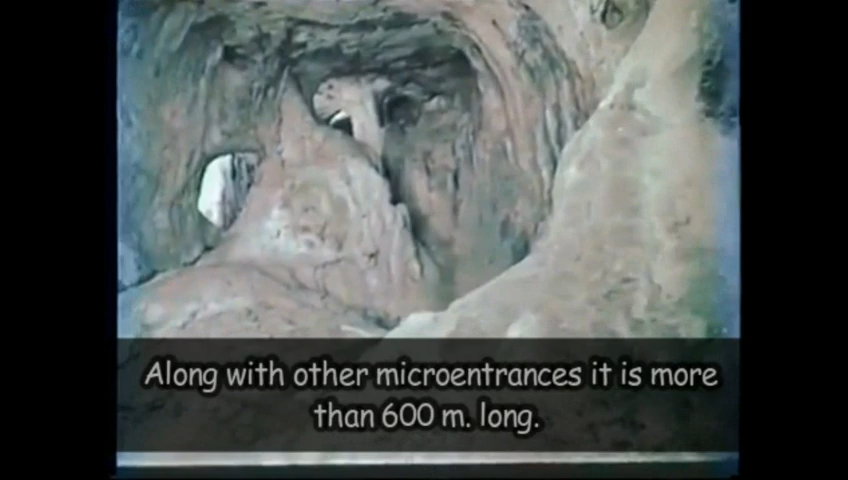 Along with other microentrances it is more
than 600 m. long.